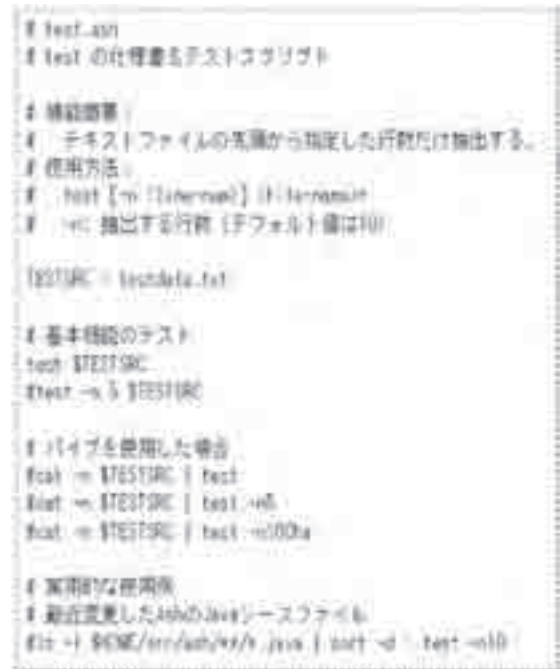 # test.ash
# test の仕様書&テストスクリプト

# 機能概要:
# テキストファイルの先頭から指定した行数だけ抽出する。
# 使用方法:
# test [-n
# -n: 抽出する行数 (デフォルト値は10)

TESTSRC = testdata.txt

# 基本機能のテスト
test $TESTSRC
#test -n 5 $TESTSRC

# パイプを使用した場合
#cat -n $TESTSRC | test
#cat -n $TESTSRC | test -n5
#cat -n $TESTSRC | test

# 実用的な使用例
# 最近変更したAshのJavaソースファイル
#ls -l | sort -d test -n10